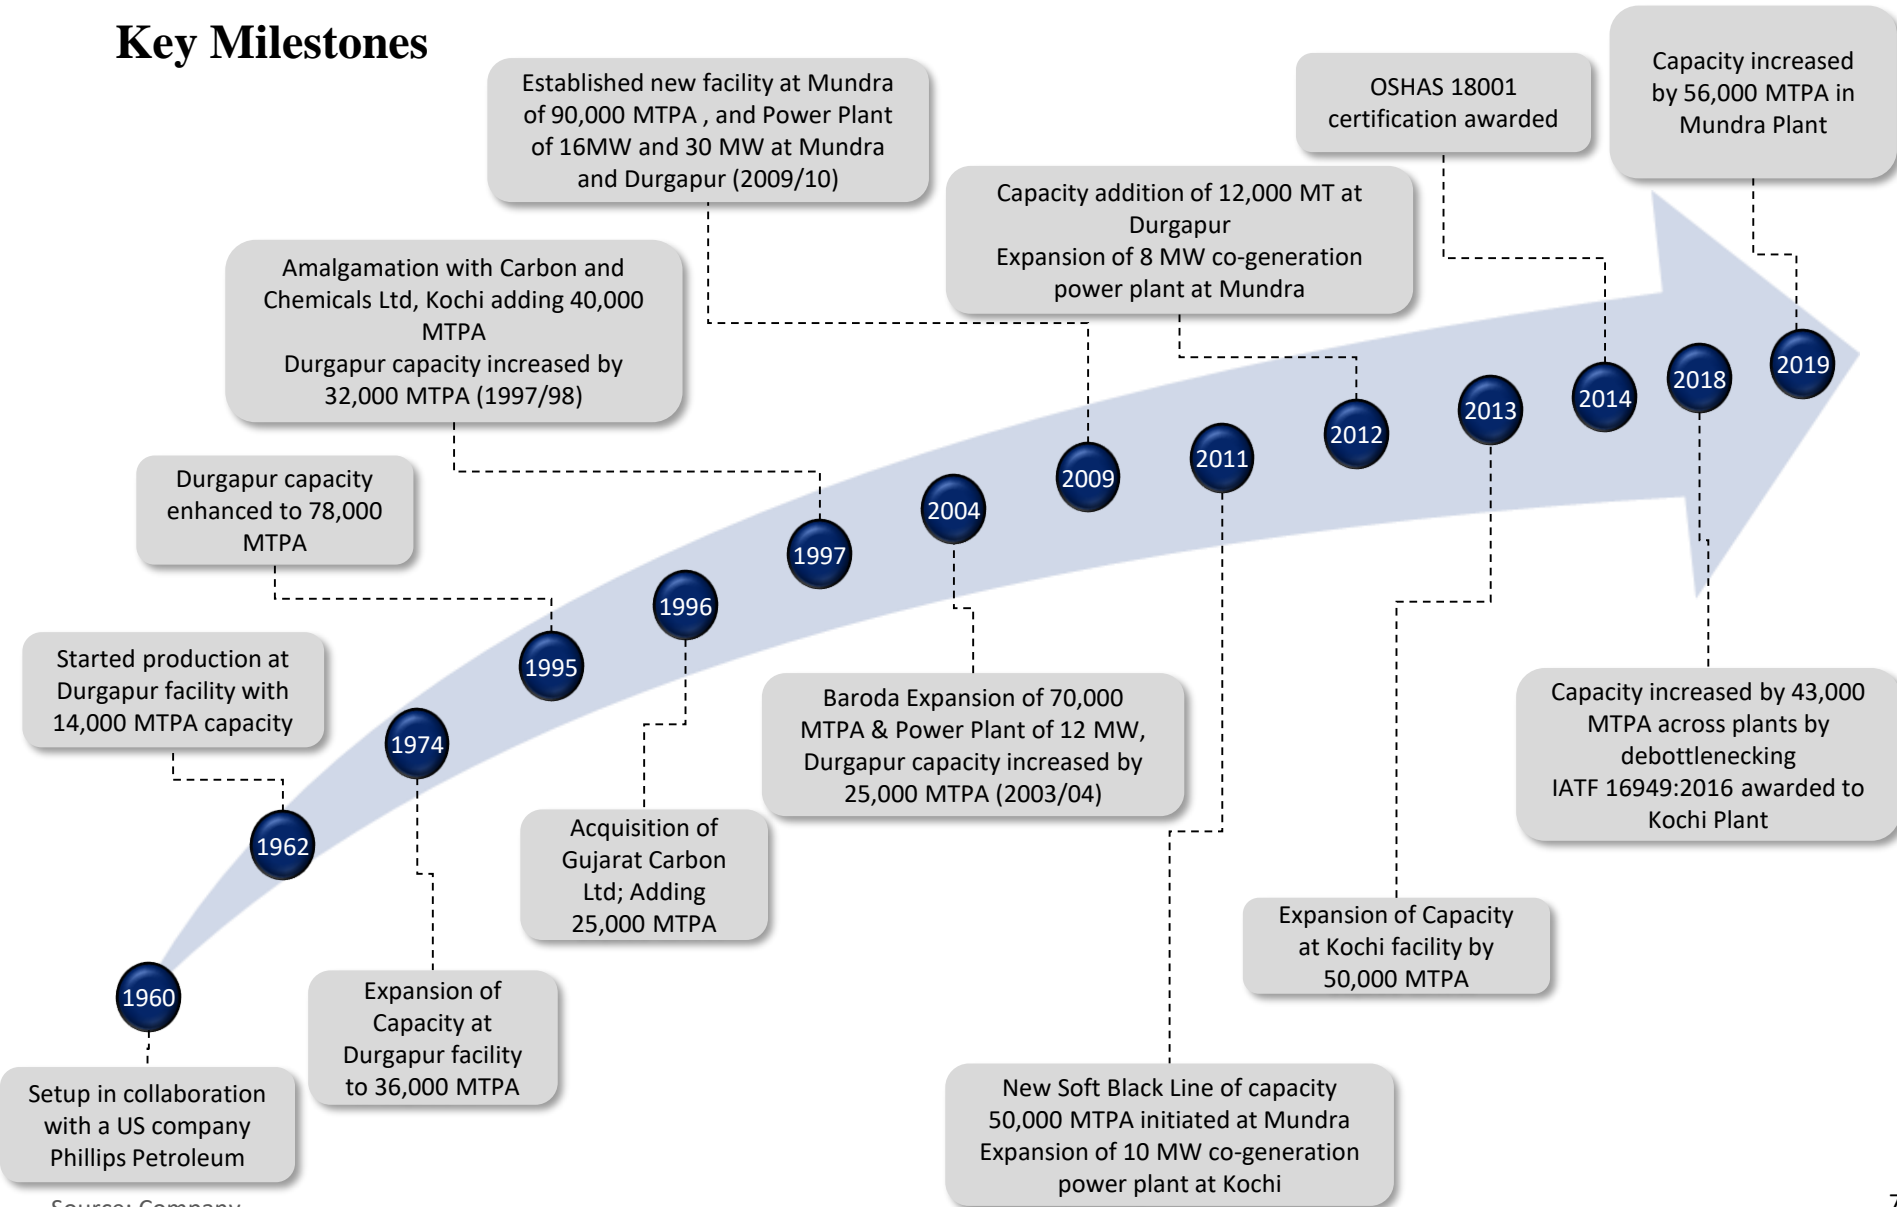 Key Milestones
Established new facility at Mundra
of 90,000 MTPA , and Power Plant
of 16MW and 30 MW at Mundra
and Durgapur (2009/10)
OSHAS 18001
certification awarded
Capacity increased
by 56,000 MTPA in
Mundra Plant
Capacity addition of 12,000 MT at
Durgapur
Expansion of 8 MW co-generation
power plant at Mundra
Amalgamation with Carbon and
Chemicals Ltd, Kochi adding 40,000
MTPA
Durgapur capacity increased by
32,000 MTPA (1997/98)
Durgapur capacity
enhanced to 78,000
MTPA
Started production at
Durgapur facility with
14,000 MTPA capacity
1960
1962
1974
1995
1996
1997
2004
2009
2011
2012
2013
2014
2018
2019
Setup in collaboration
with a US company
Phillips Petroleum
Expansion of
Capacity at
Durgapur facility
to 36,000 MTPA
Acquisition of
Gujarat Carbon
Ltd; Adding
25,000 MTPA
Baroda Expansion of 70,000
MTPA & Power Plant of 12 MW,
Durgapur capacity increased by
25,000 MTPA (2003/04)
New Soft Black Line of capacity
50,000 MTPA initiated at Mundra
Expansion of 10 MW co-generation
power plant at Kochi
Expansion of Capacity
at Kochi facility by
50,000 MTPA
Capacity increased by 43,000
MTPA across plants by
debottlenecking
IATF 16949:2016 awarded to
Kochi Plant
Source: Company
7